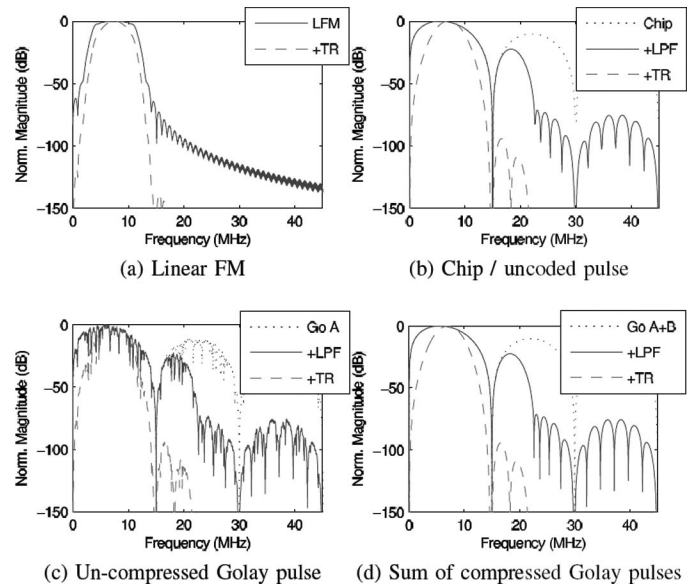 0
−50
−100
−150
Norm. Magnitude (dB)
LFM
+TR
0 10 20 30 40
Frequency (MHz)
(a) Linear FM
0
−50
−100
−150
Norm. Magnitude (dB)
Chip
+LPF
+TR
0 10 20 30 40
Frequency (MHz)
(b) Chip / uncoded pulse
0
−50
−100
−150
Norm. Magnitude (dB)
Go A
+LPF
+TR
0 10 20 30 40
Frequency (MHz)
(c) Un-compressed Golay pulse
0
−50
−100
−150
Norm. Magnitude (dB)
Go A+B
+LPF
+TR
0 10 20 30 40
Frequency (MHz)
(d) Sum of compressed Golay pulses